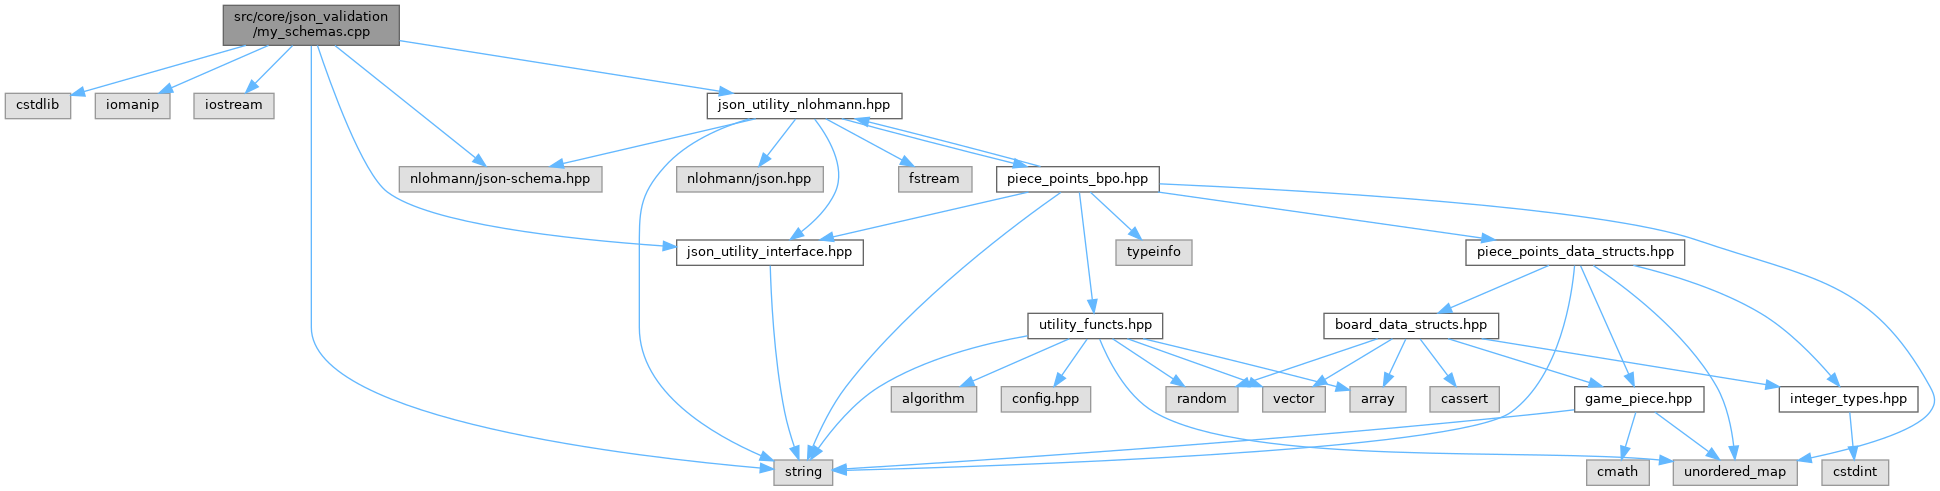 src/core/json_validation
/my_schemas.cpp
cstdlib
iomanip
iostream
json_utility_nlohmann.hpp
nlohmann/json-schema.hpp
nlohmann/json.hpp
fstream
piece_points_bpo.hpp
json_utility_interface.hpp
typeinfo
piece_points_data_structs.hpp
utility_functs.hpp
board_data_structs.hpp
algorithm
config.hpp
random
vector
array
cassert
game_piece.hpp
integer_types.hpp
string
cmath
unordered_map
cstdint